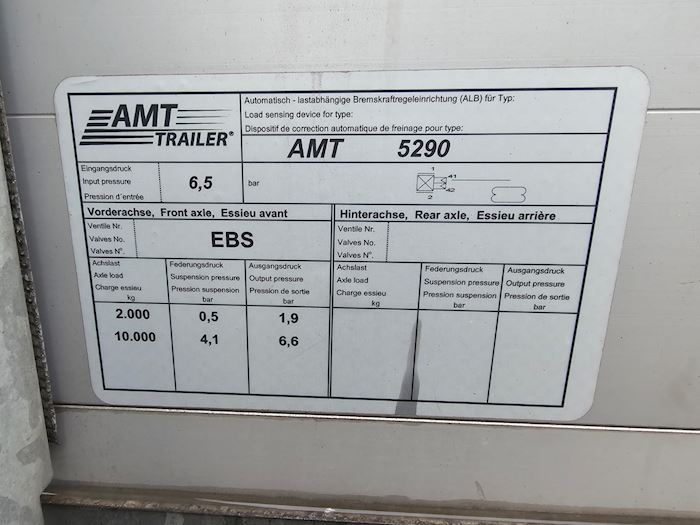 AMT
TRAILER®
Automatisch - lastabhängige Bremskraftregeleinrichtung (ALB) für Typ:
Load sensing device for type:
Dispositif de correction automatique de freinage pour type:
AMT 5290
Eingangsdruck
Input pressure
Pression d'entrée
6,5
bar
1
41
42
2
Vorderachse, Front axle, Essieu avant
Hinterachse, Rear axle, Essieu arrière
Ventile Nr.
Valves No.
Valves N°.
EBS
Ventile Nr.
Valves No.
Valves N°.
Achslast
Axle load
Charge essieu
kg
Federungsdruck
Suspension pressure
Pression suspension
bar
Ausgangsdruck
Output pressure
Pression de sortie
bar
Achslast
Axle load
Charge essieu
kg
Federungsdruck
Suspension pressure
Pression suspension
bar
Ausgangsdruck
Output pressure
Pression de sortie
bar
2.000 0,5 1,9
10.000 4,1 6,6